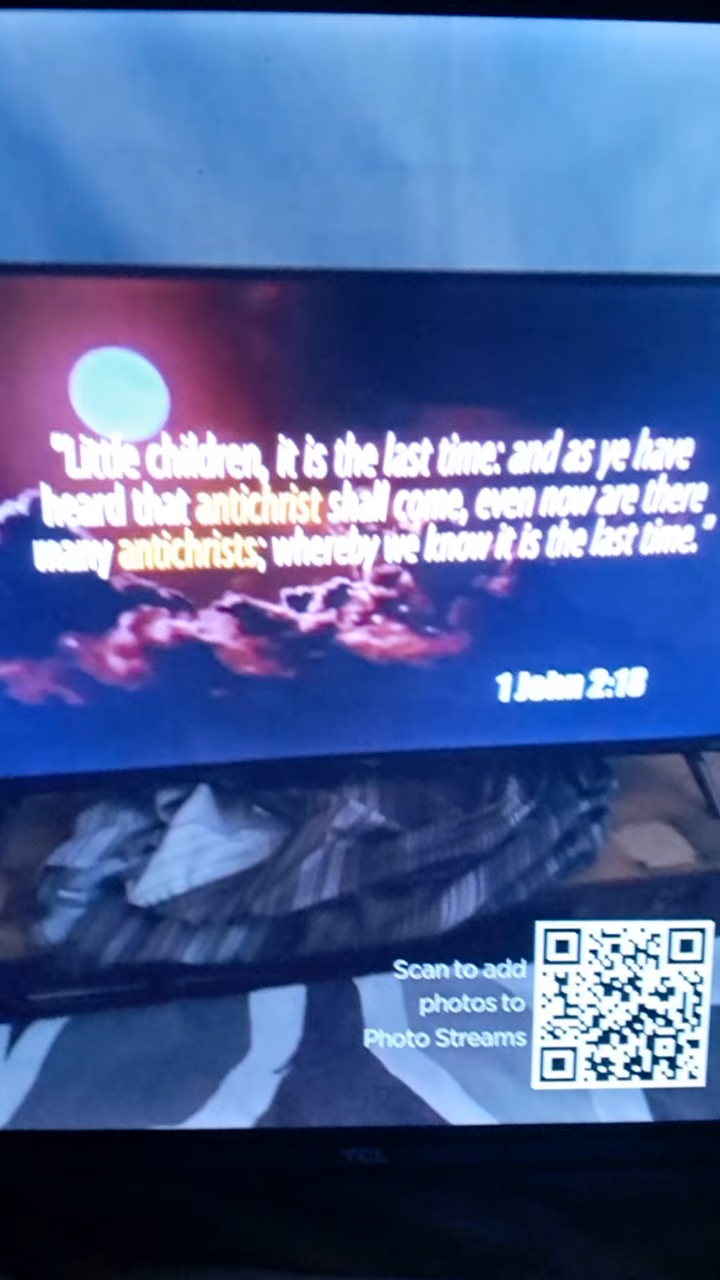 "Little children, it is the last time: and as ye have
heard that antichrist shall come, even now are there
many antichrists; whereby we know it is the last time."
1 John 2:18
Scan to add
photos to
Photo Streams
TCL